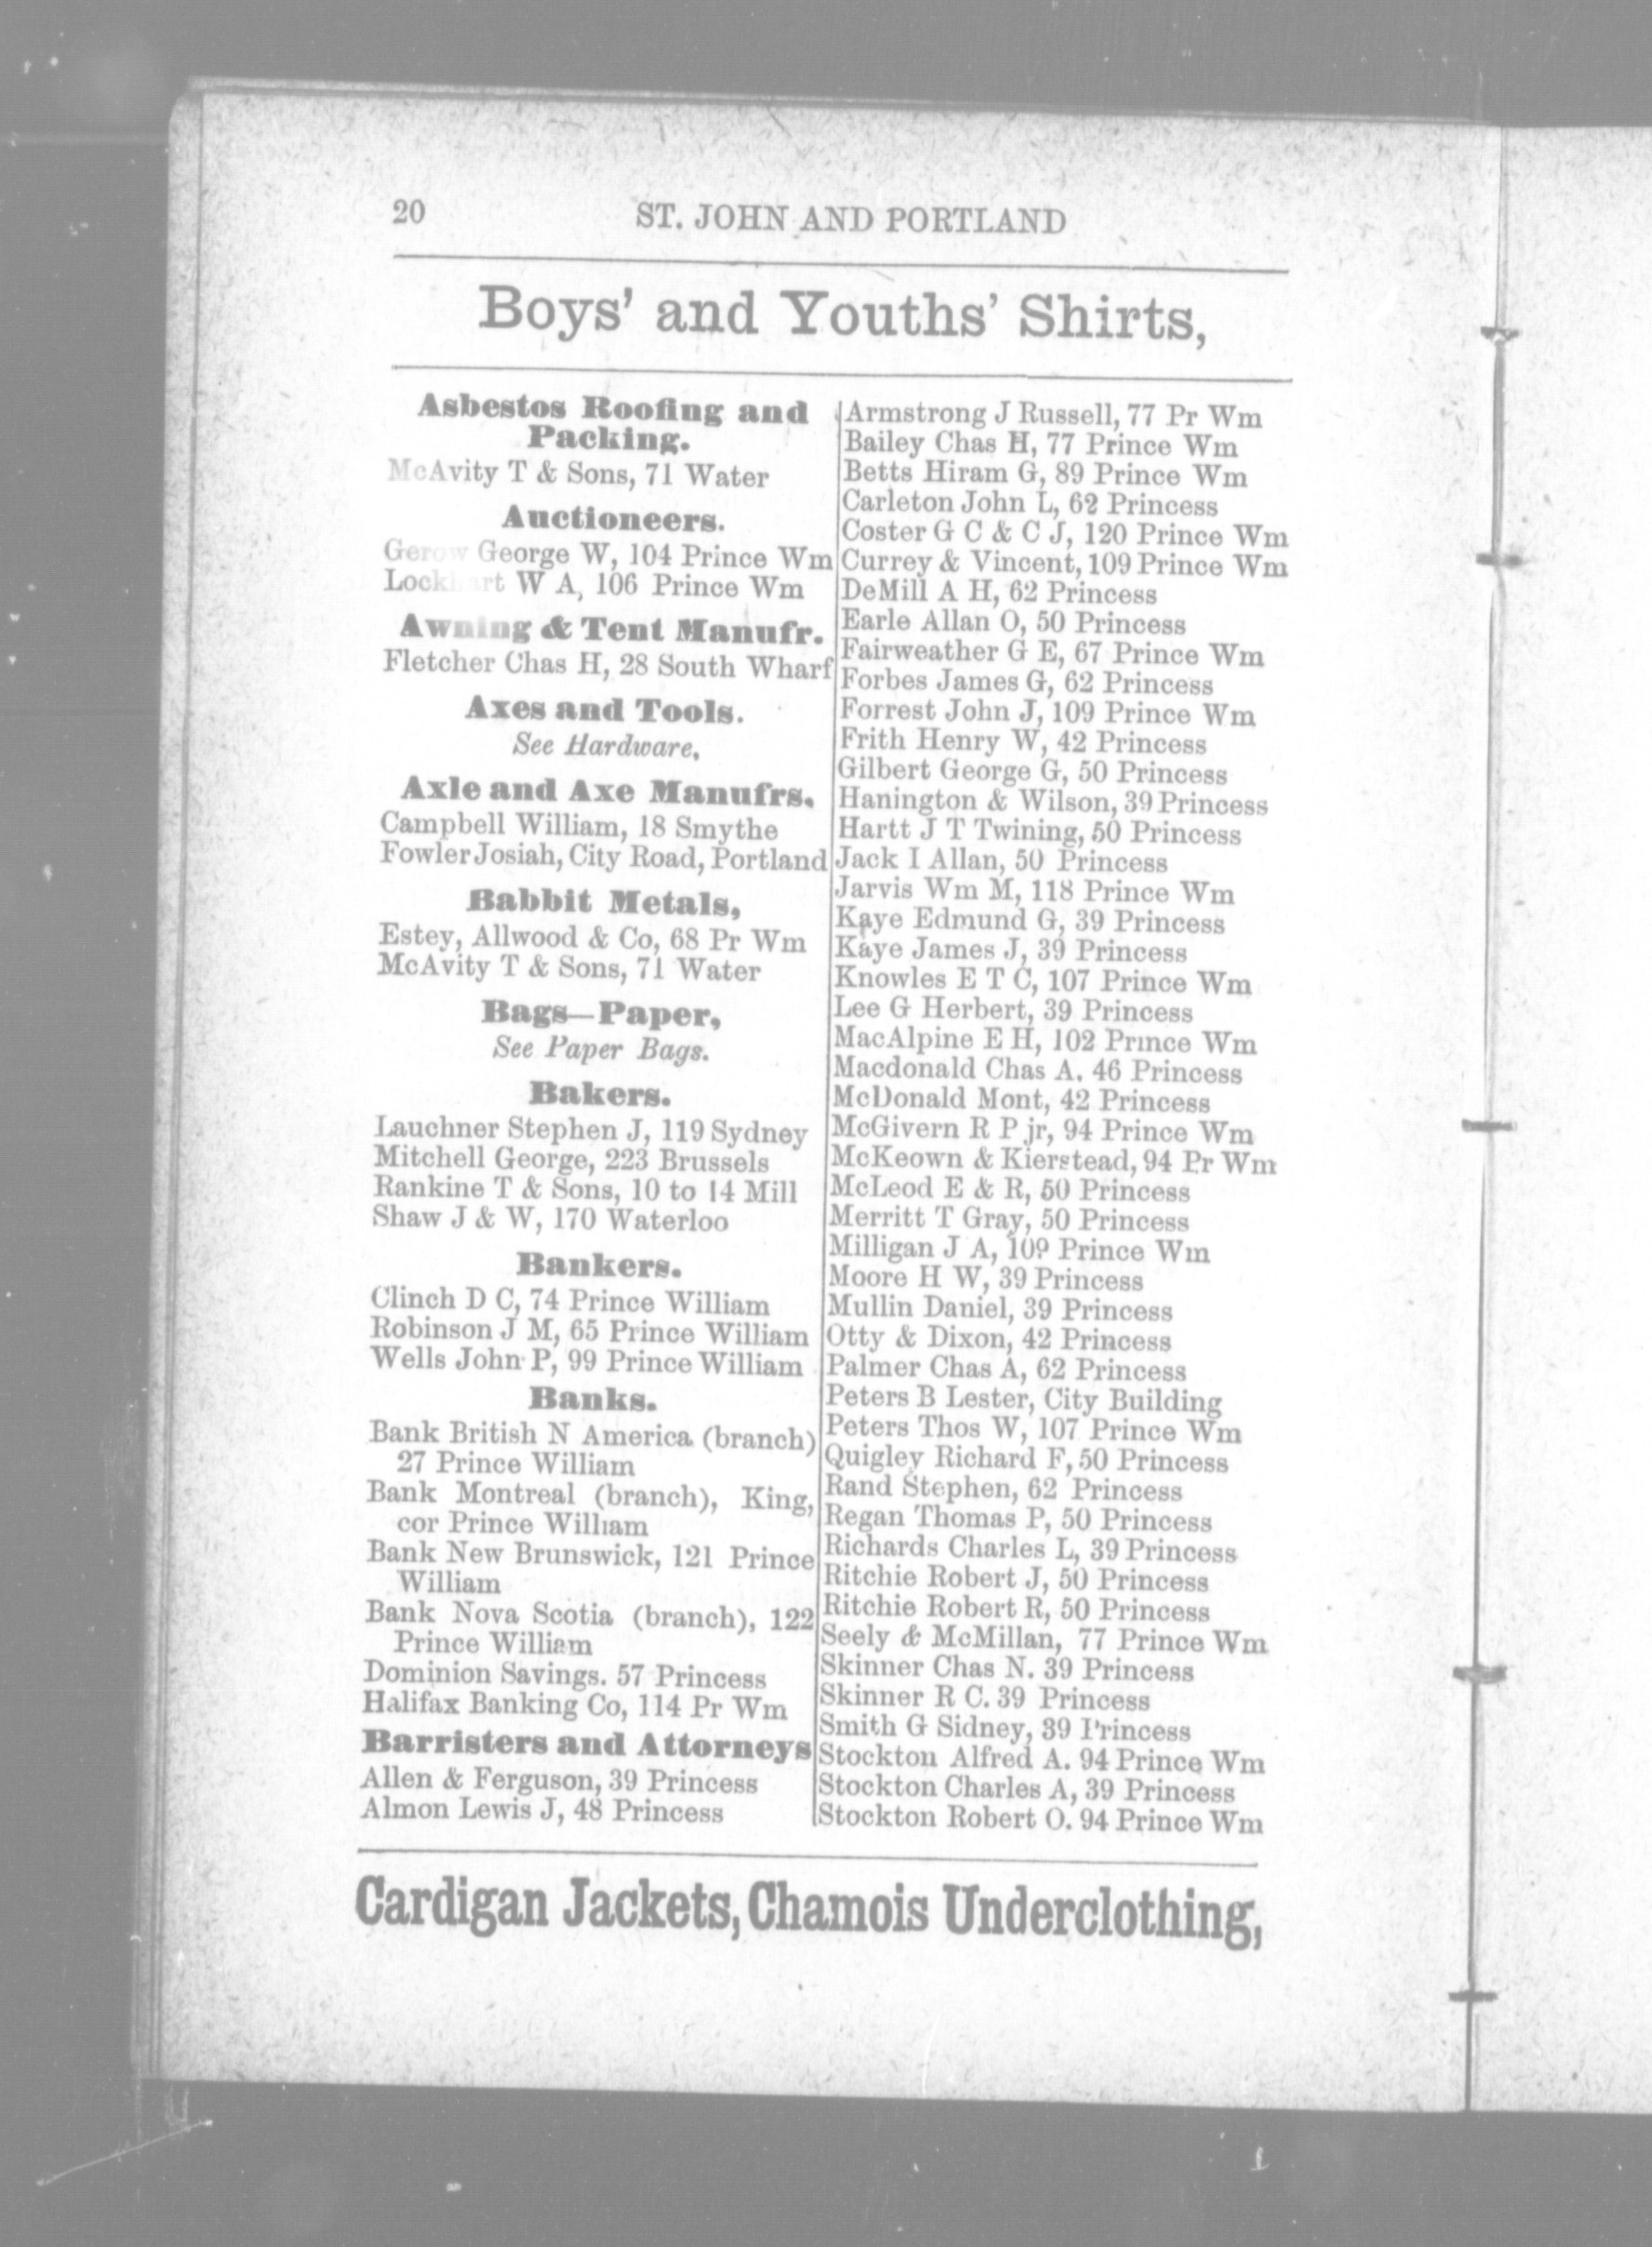 20
ST. JOHN AND PORTLAND
Boys' and Youths' Shirts,
Asbestos Roofing and
Packing.
McAvity T & Sons, 71 Water
Auctioneers.
Gerow George W, 104 Prince Wm
Lockhart W A, 106 Prince Wm
Awning & Tent Manufr.
Fletcher Chas H, 28 South Wharf
Axes and Tools.
See Hardware,
Axle and Axe Manufrs.
Campbell William, 18 Smythe
Fowler Josiah, City Road, Portland
Babbit Metals,
Estey, Allwood & Co, 68 Pr Wm
McAvity T & Sons, 71 Water
Bags—Paper,
See Paper Bags.
Bakers.
Lauchner Stephen J, 119 Sydney
Mitchell George, 223 Brussels
Rankine T & Sons, 10 to 14 Mill
Shaw J & W, 170 Waterloo
Bankers.
Clinch D C, 74 Prince William
Robinson J M, 65 Prince William
Wells John P, 99 Prince William
Banks.
Bank British N America (branch)
27 Prince William
Bank Montreal (branch), King,
cor Prince William
Bank New Brunswick, 121 Prince
William
Bank Nova Scotia (branch), 122
Prince William
Dominion Savings. 57 Princess
Halifax Banking Co, 114 Pr Wm
Barristers and Attorneys
Allen & Ferguson, 39 Princess
Almon Lewis J, 48 Princess
Armstrong J Russell, 77 Pr Wm
Bailey Chas H, 77 Prince Wm
Betts Hiram G, 89 Prince Wm
Carleton John L, 62 Princess
Coster G C & C J, 120 Prince Wm
Currey & Vincent, 109 Prince Wm
DeMill A H, 62 Princess
Earle Allan O, 50 Princess
Fairweather G E, 67 Prince Wm
Forbes James G, 62 Princess
Forrest John J, 109 Prince Wm
Frith Henry W, 42 Princess
Gilbert George G, 50 Princess
Hanington & Wilson, 39 Princess
Hartt J T Twining, 50 Princess
Jack I Allan, 50 Princess
Jarvis Wm M, 118 Prince Wm
Kaye Edmund G, 39 Princess
Kaye James J, 39 Princess
Knowles E T C, 107 Prince Wm
Lee G Herbert, 39 Princess
MacAlpine E H, 102 Prince Wm
Macdonald Chas A. 46 Princess
McDonald Mont, 42 Princess
McGivern R P jr, 94 Prince Wm
McKeown & Kierstead, 94 Pr Wm
McLeod E & R, 50 Princess
Merritt T Gray, 50 Princess
Milligan J A, 109 Prince Wm
Moore H W, 39 Princess
Mullin Daniel, 39 Princess
Otty & Dixon, 42 Princess
Palmer Chas A, 62 Princess
Peters B Lester, City Building
Peters Thos W, 107 Prince Wm
Quigley Richard F, 50 Princess
Rand Stephen, 62 Princess
Regan Thomas P, 50 Princess
Richards Charles L, 39 Princess
Ritchie Robert J, 50 Princess
Ritchie Robert R, 50 Princess
Seely & McMillan, 77 Prince Wm
Skinner Chas N. 39 Princess
Skinner R C. 39 Princess
Smith G Sidney, 39 Princess
Stockton Alfred A. 94 Prince Wm
Stockton Charles A, 39 Princess
Stockton Robert O. 94 Prince Wm
Cardigan Jackets, Chamois Underclothing,